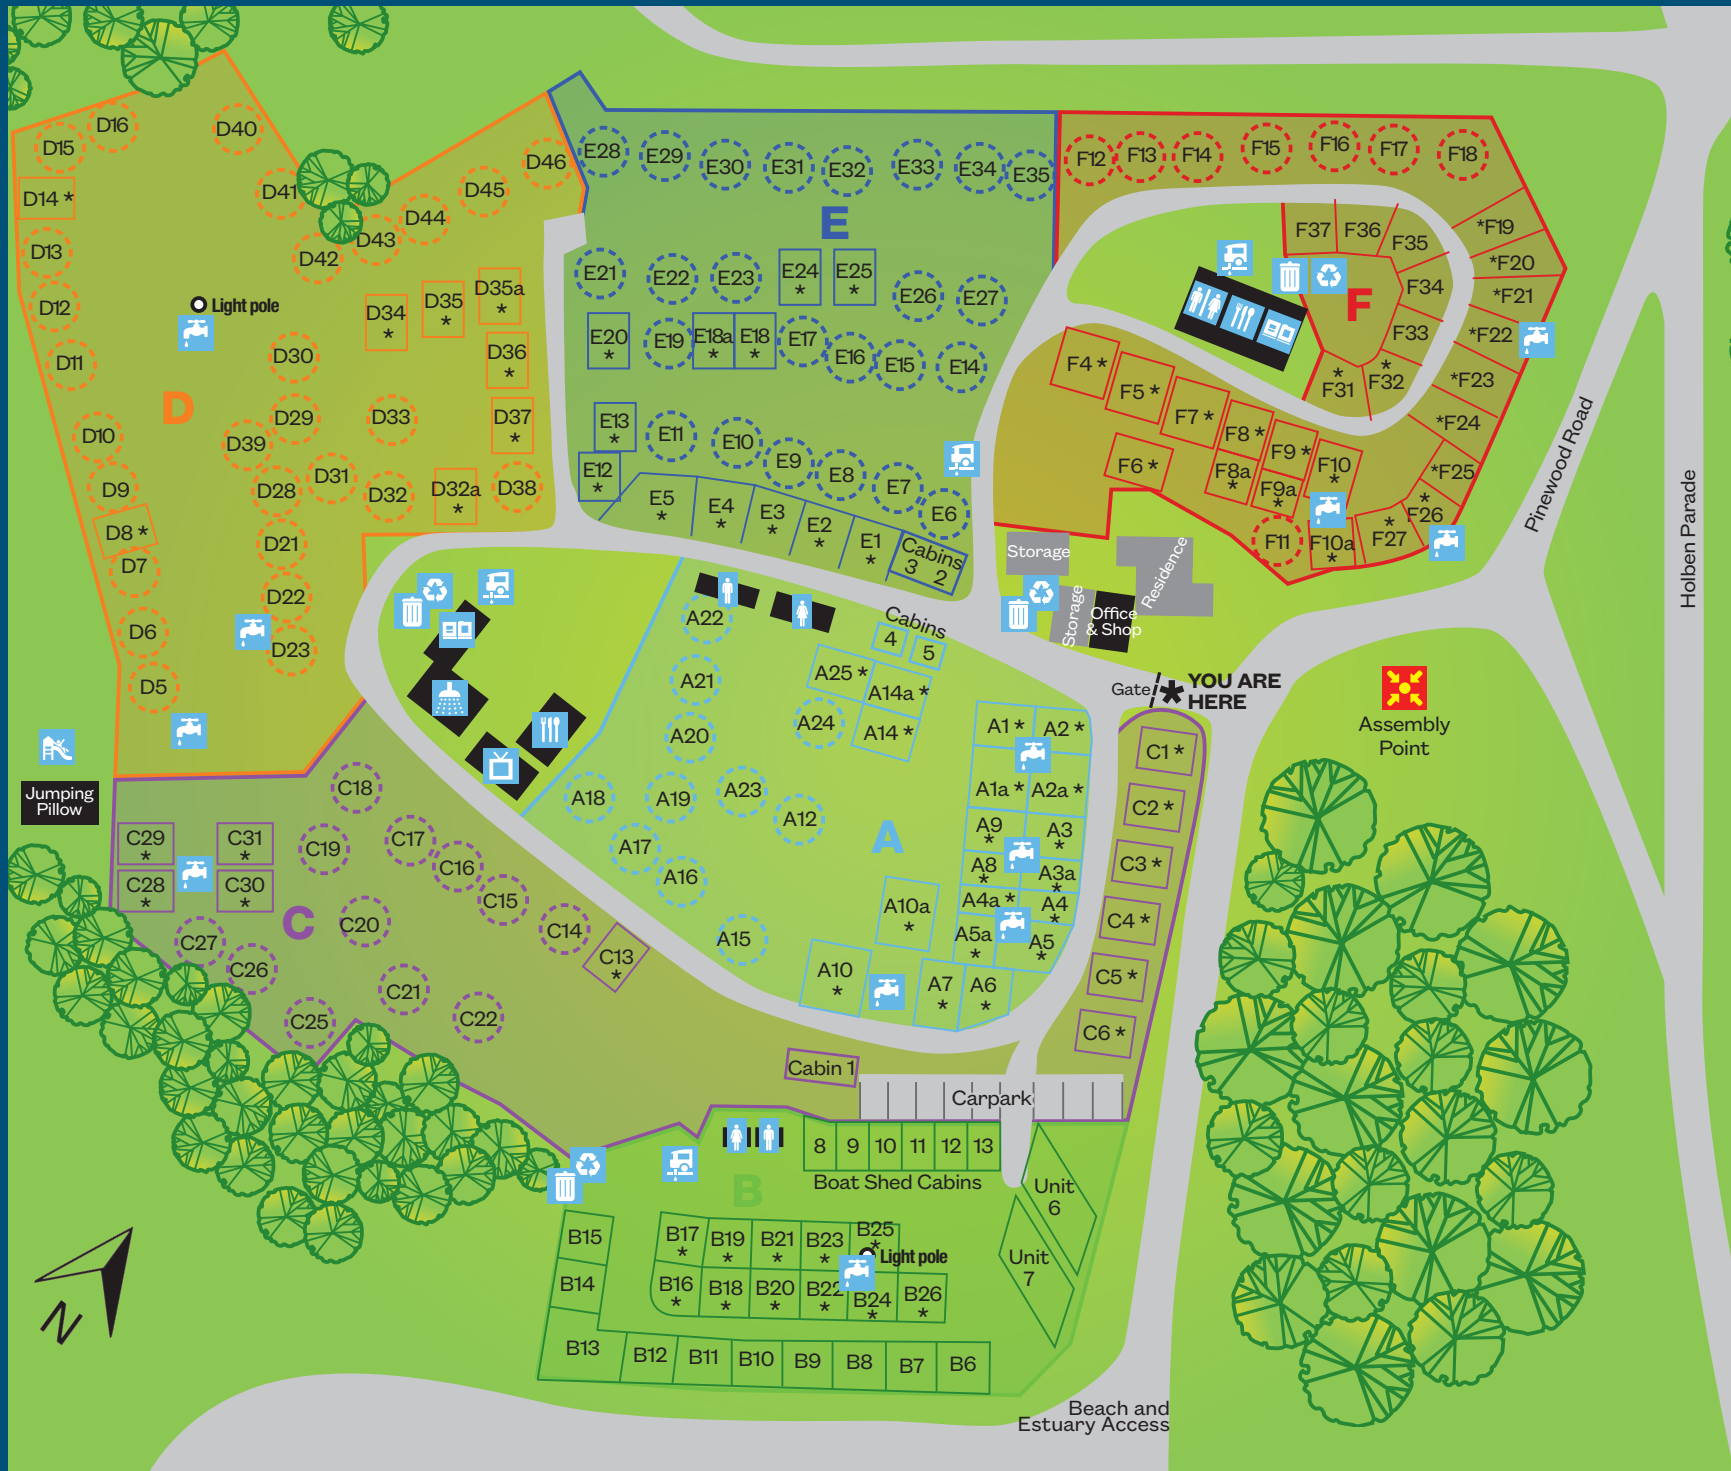 D16
D15
D40
D14 *
D41
D46
D45
D44
D43
D42
D13
D12
Light pole
D35a
*
D35
*
D34
*
D36
*
D11
D30
D
D29
D33
D37
*
D10
D39
D31
D28
D32
D32a
*
D38
D9
D8 *
D7
D21
D22
D6
D23
D5
E28
E29
E30
E31
E32
E33
E34
E35
E
E21
E22
E23
E24
*
E25
*
E26
E27
E20
*
E19
E18a
*
E18
*
E17
E16
E15
E14
E13
*
E11
E10
E9
E8
E7
E6
E12
*
E5
*
E4
*
E3
*
E2
*
E1
*
Cabins
3 2
F12
F13
F14
F15
F16
F17
F18
*F19
*F20
*F21
*F22
*F23
*F24
*F25
*
F26
*
F27
F37
F36
F35
F34
F
F33
*
F32
*
F31
F4 *
F5 *
F7 *
F8 *
F9 *
F10
*
F6 *
F8a
*
F9a
*
F11
F10a
*
Storage
Residence
Storage
Office
& Shop
Pinewood Road
Holben Parade
Gate
* YOU ARE
HERE
Assembly
Point
Cabins
4
5
A22
A21
A25 *
A14a *
A24
A14 *
A20
A1 *
A2 *
A18
A19
A23
A12
A1a *
A2a *
A
A9
*
A3
*
A17
A16
A8
*
A3a
*
A10a
*
A4a *
A4
*
A15
A5a
*
A5
*
A10
*
A7
*
A6
*
Jumping
Pillow
C18
C29
*
C31
*
C19
C17
C16
C28
*
C30
*
C15
C
C20
C14
C27
C26
C13
*
C21
C25
C22
C1 *
C2 *
C3 *
C4 *
C5 *
C6 *
Cabin 1
Carpark
8
9
10
11
12
13
Boat Shed Cabins
B
Unit
6
Unit
7
B15
B17
*
B19
*
B21
*
B23
*
B25
*
Light pole
B14
B16
*
B18
*
B20
*
B22
*
B24
*
B26
*
B13
B12
B11
B10
B9
B8
B7
B6
N
Beach and
Estuary Access